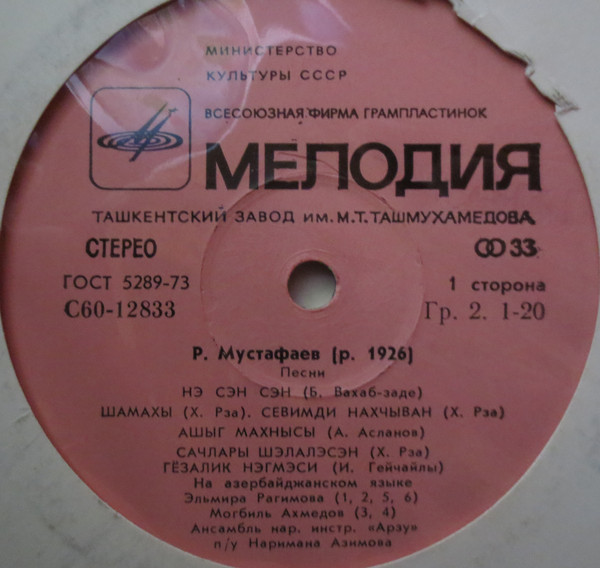 МИНИСТЕРСТВО
КУЛЬТУРЫ СССР
ВСЕСОЮЗНАЯ ФИРМА ГРАМПЛАСТИНОК
МЕЛОДИЯ
ТАШКЕНТСКИЙ ЗАВОД ИМ. М.Т. ТАШМУХАМЕДОВА
СТЕРЕО 33
ГОСТ 5289-73 1 сторона
С60-12833 Гр. 2. 1-20
Р. Мустафаев (р. 1926)
Песни
НЭ СЭН СЭН (Б. Вахаб-заде)
ШАМАХЫ (Х. Рза). СЕВИМДИ НАХЧЫВАН (Х. Рза)
АШЫГ МАХНЫСЫ (А. Асланов)
САЧЛАРЫ ШЭЛАЛЭСЭН (Х. Рза)
ГЁЗАЛИК НЭГМЭСИ (И. Гейчайлы)
На азербайджанском языке
Эльмира Рагимова (1, 2, 5, 6)
Могбиль Ахмедов (3, 4)
Ансамбль нар. инстр. «Арзу»
п/у Наримана Азимова